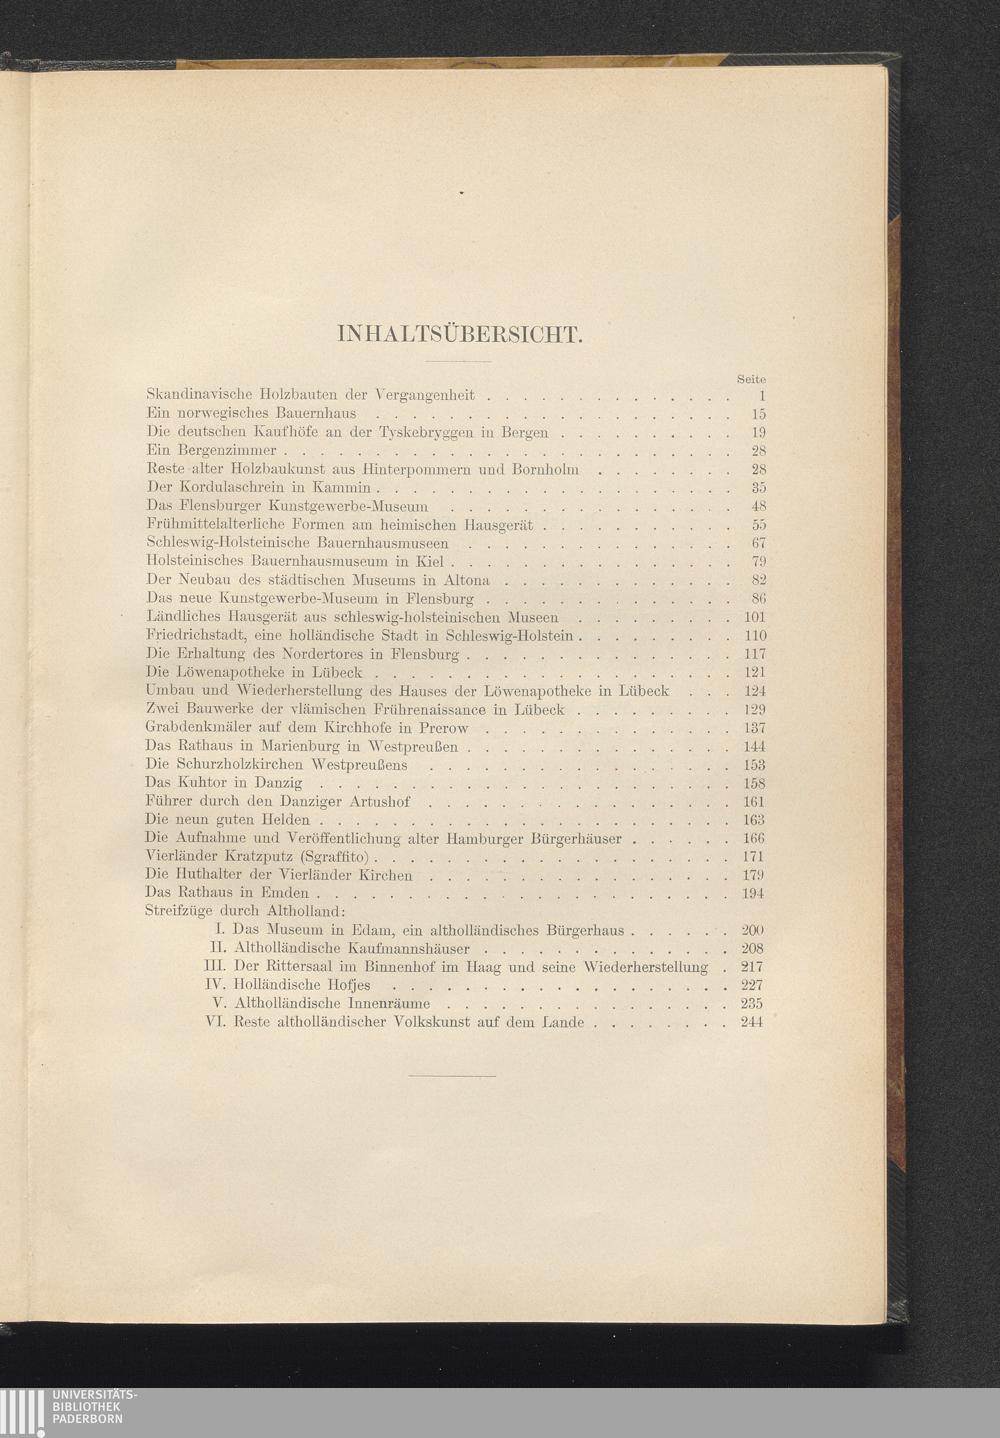 INHALTSÜBERSICHT.
Seite
Skandinavische Holzbauten der Vergangenheit . . . . . . . . . . . . . . 1
Ein norwegisches Bauernhaus . . . . . . . . . . . . . . . . . . . . 15
Die deutschen Kaufhöfe an der Tyskebryggen in Bergen . . . . . . . . . . 19
Ein Bergenzimmer . . . . . . . . . . . . . . . . . . . . . . . . . 28
Reste alter Holzbaukunst aus Hinterpommern und Bornholm . . . . . . . . 28
Der Kordulaschrein in Kammin . . . . . . . . . . . . . . . . . . . . 35
Das Flensburger Kunstgewerbe-Museum . . . . . . . . . . . . . . . . 48
Frühmittelalterliche Formen am heimischen Hausgerät . . . . . . . . . . . 55
Schleswig-Holsteinische Bauernhausmuseen . . . . . . . . . . . . . . . 67
Holsteinisches Bauernhausmuseum in Kiel . . . . . . . . . . . . . . . . 79
Der Neubau des städtischen Museums in Altona . . . . . . . . . . . . . 82
Das neue Kunstgewerbe-Museum in Flensburg . . . . . . . . . . . . . . 86
Ländliches Hausgerät aus schleswig-holsteinischen Museen . . . . . . . . . 101
Friedrichstadt, eine holländische Stadt in Schleswig-Holstein . . . . . . . . . 110
Die Erhaltung des Nordertores in Flensburg . . . . . . . . . . . . . . . 117
Die Löwenapotheke in Lübeck . . . . . . . . . . . . . . . . . . . . 121
Umbau und Wiederherstellung des Hauses der Löwenapotheke in Lübeck . . . 124
Zwei Bauwerke der vlämischen Frührenaissance in Lübeck . . . . . . . . . 129
Grabdenkmäler auf dem Kirchhofe in Prerow . . . . . . . . . . . . . . 137
Das Rathaus in Marienburg in Westpreußen . . . . . . . . . . . . . . . 144
Die Schurzholzkirchen Westpreußens . . . . . . . . . . . . . . . . . 153
Das Kuhtor in Danzig . . . . . . . . . . . . . . . . . . . . . . . 158
Führer durch den Danziger Artushof . . . . . . . . . . . . . . . . . 161
Die neun guten Helden . . . . . . . . . . . . . . . . . . . . . . . 163
Die Aufnahme und Veröffentlichung alter Hamburger Bürgerhäuser . . . . . . 166
Vierländer Kratzputz (Sgraffito) . . . . . . . . . . . . . . . . . . . . 171
Die Huthalter der Vierländer Kirchen . . . . . . . . . . . . . . . . . 179
Das Rathaus in Emden . . . . . . . . . . . . . . . . . . . . . . . 194
Streifzüge durch Altholland:
I. Das Museum in Edam, ein altholländisches Bürgerhaus . . . . . . 200
II. Altholländische Kaufmannshäuser . . . . . . . . . . . . . . 208
III. Der Rittersaal im Binnenhof im Haag und seine Wiederherstellung . 217
IV. Holländische Hofjes . . . . . . . . . . . . . . . . . . . 227
V. Altholländische Innenräume . . . . . . . . . . . . . . . . 235
VI. Reste altholländischer Volkskunst auf dem Lande . . . . . . . . 244
UNIVERSITÄTS-
BIBLIOTHEK
PADERBORN